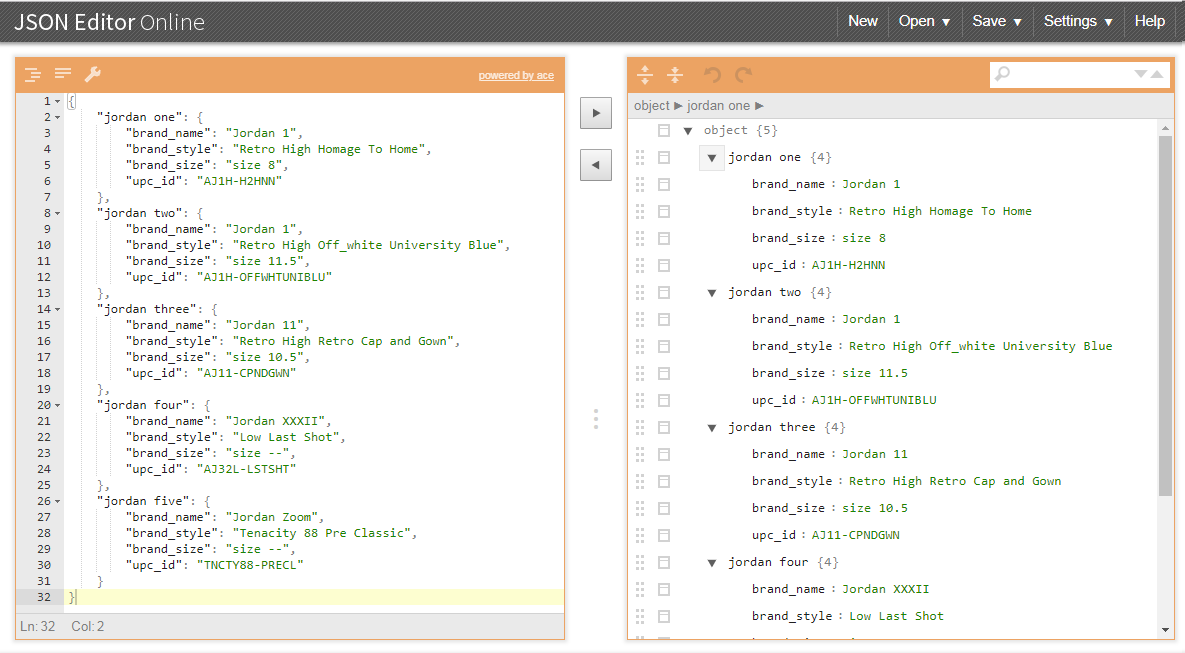 JSON Editor Online
New Open ▼ Save ▼ Settings ▼ Help
powered by ace
1 {
2 "jordan one": {
3 "brand_name": "Jordan 1",
4 "brand_style": "Retro High Homage To Home",
5 "brand_size": "size 8",
6 "upc_id": "AJ1H-H2HNN"
7 },
8 "jordan two": {
9 "brand_name": "Jordan 1",
10 "brand_style": "Retro High Off_white University Blue",
11 "brand_size": "size 11.5",
12 "upc_id": "AJ1H-OFFWHTUNIBLU"
13 },
14 "jordan three": {
15 "brand_name": "Jordan 11",
16 "brand_style": "Retro High Retro Cap and Gown",
17 "brand_size": "size 10.5",
18 "upc_id": "AJ11-CPNDGWN"
19 },
20 "jordan four": {
21 "brand_name": "Jordan XXXII",
22 "brand_style": "Low Last Shot",
23 "brand_size": "size --",
24 "upc_id": "AJ32L-LSTSHT"
25 },
26 "jordan five": {
27 "brand_name": "Jordan Zoom",
28 "brand_style": "Tenacity 88 Pre Classic",
29 "brand_size": "size --",
30 "upc_id": "TNCTY88-PRECL"
31 }
32 }
Ln: 32 Col: 2
object ► jordan one ►
▼ object {5}
▼ jordan one {4}
brand_name : Jordan 1
brand_style : Retro High Homage To Home
brand_size : size 8
upc_id : AJ1H-H2HNN
▼ jordan two {4}
brand_name : Jordan 1
brand_style : Retro High Off_white University Blue
brand_size : size 11.5
upc_id : AJ1H-OFFWHTUNIBLU
▼ jordan three {4}
brand_name : Jordan 11
brand_style : Retro High Retro Cap and Gown
brand_size : size 10.5
upc_id : AJ11-CPNDGWN
▼ jordan four {4}
brand_name : Jordan XXXII
brand_style : Low Last Shot